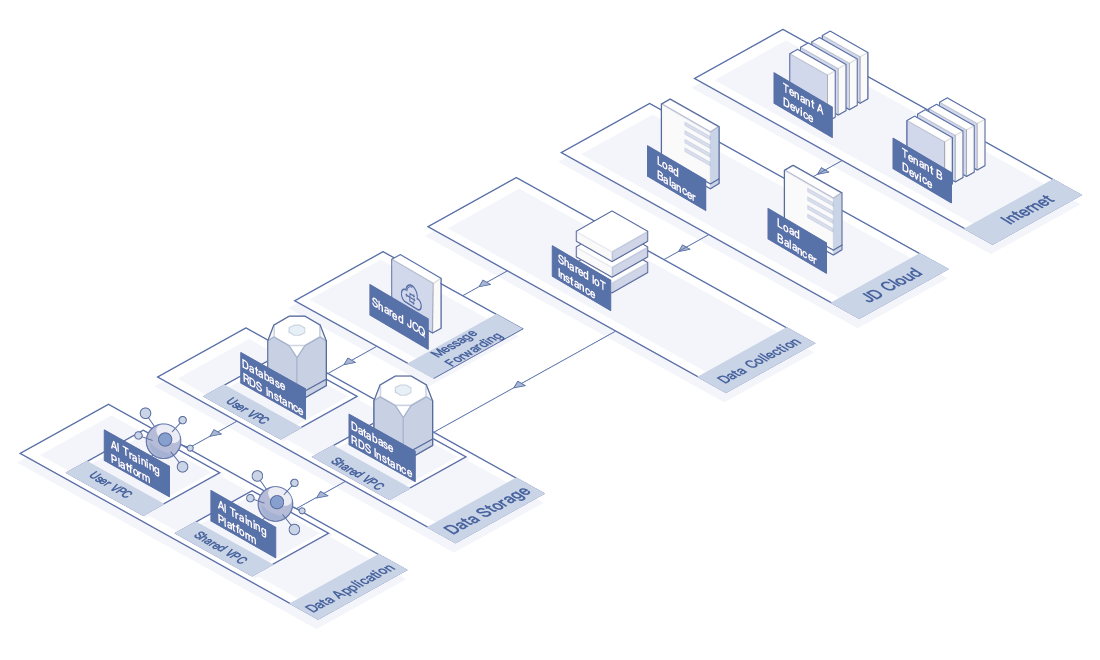 Tenant A
Device
Tenant B
Device
Internet
Load
Balancer
Load
Balancer
JD Cloud
Shared IoT
Instance
Data Collection
Shared JCQ
Message
Forwarding
Database
RDS Instance
User VPC
Database
RDS Instance
Shared VPC
Data Storage
AI Training
Platform
User VPC
AI Training
Platform
Shared VPC
Data Application